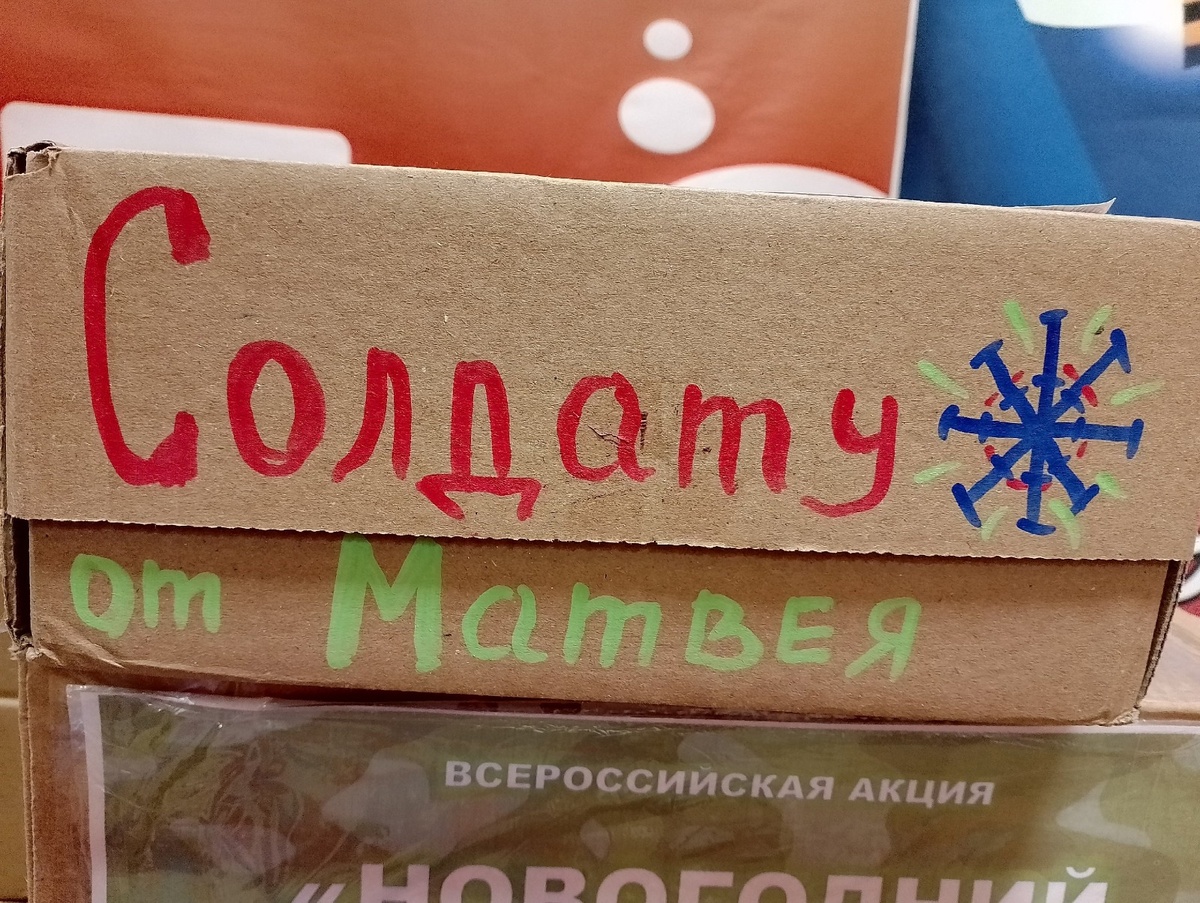 Солдату
от Матвея
ВСЕРОССИЙСКАЯ АКЦИЯ
«НОВОГОДНИЙ